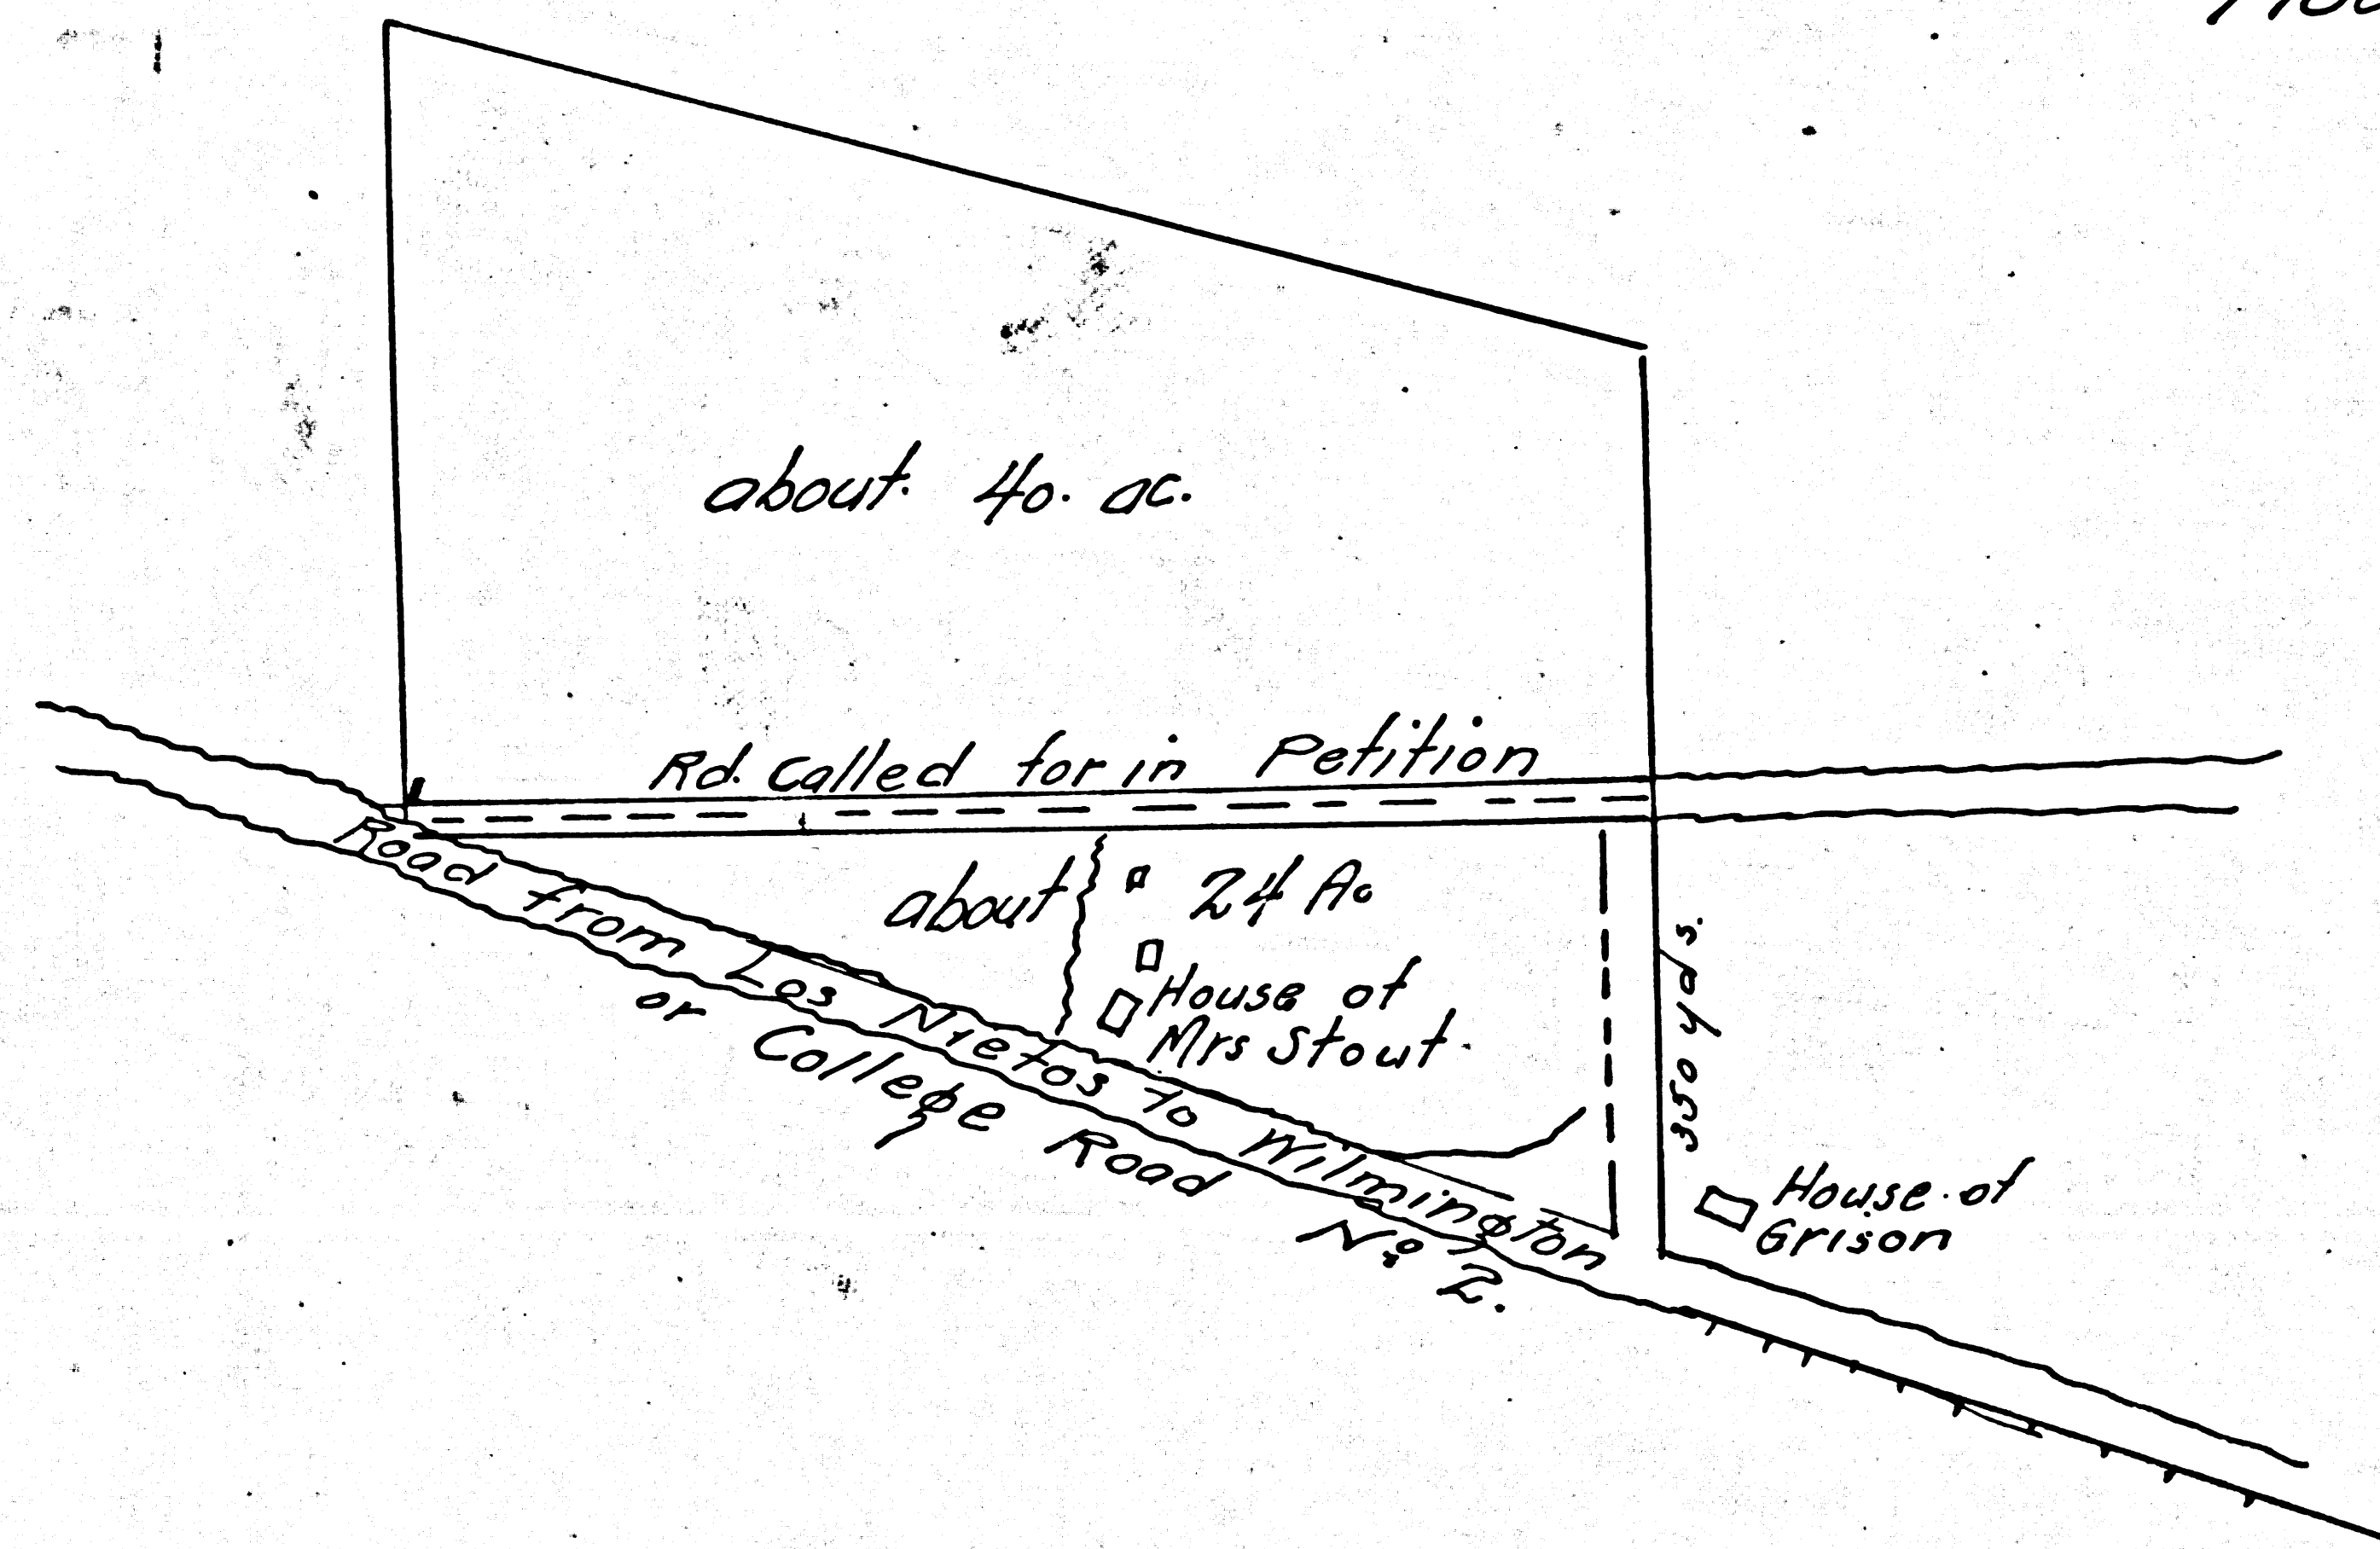 about. 40. ac.
Rd. Called for in Petition
about 24 Ac
House of
Mrs Stout.
Road from Los Nietos to Wilmington
or College Road No 2.
350 yds.
House of
Grison